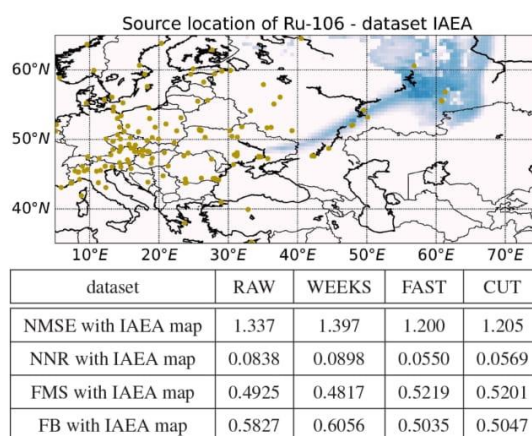 Source location of Ru-106 - dataset IAEA
60°N
50°N
40°N
10°E 20°E 30°E 40°E 50°E 60°E 70°E
dataset RAW WEEKS FAST CUT
NMSE with IAEA map 1.337 1.397 1.200 1.205
NNR with IAEA map 0.0838 0.0898 0.0550 0.0569
FMS with IAEA map 0.4925 0.4817 0.5219 0.5201
FB with IAEA map 0.5827 0.6056 0.5035 0.5047